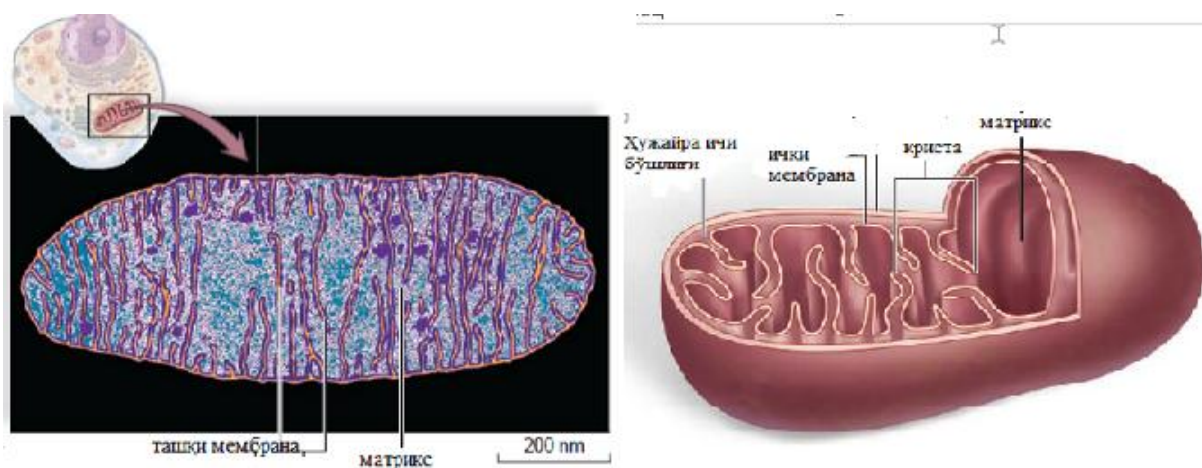 ташқи мембрана,
матрикс
200 nm
Ҳужайра ичи
бўшлиғи
ички
мембрана
криста
матрикс